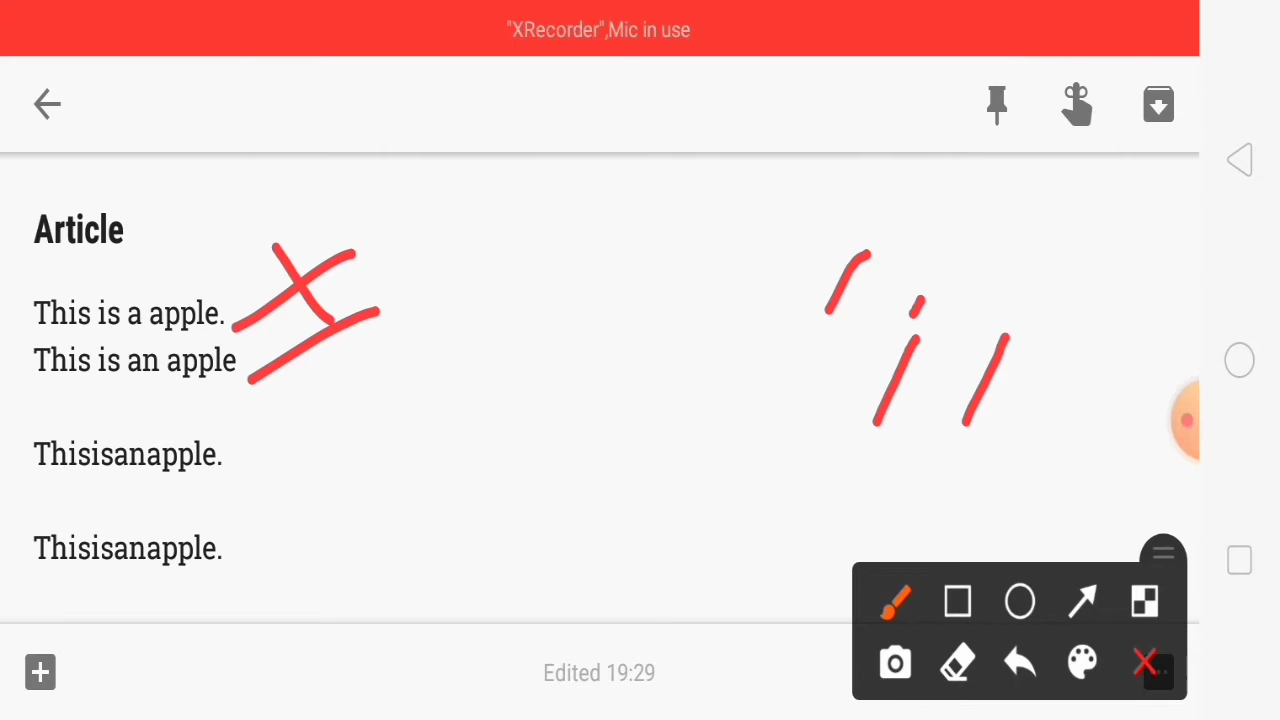 "XRecorder",Mic in use
Article
This is a apple.
This is an apple
Thisisanapple.
Thisisanapple.
Edited 19:29